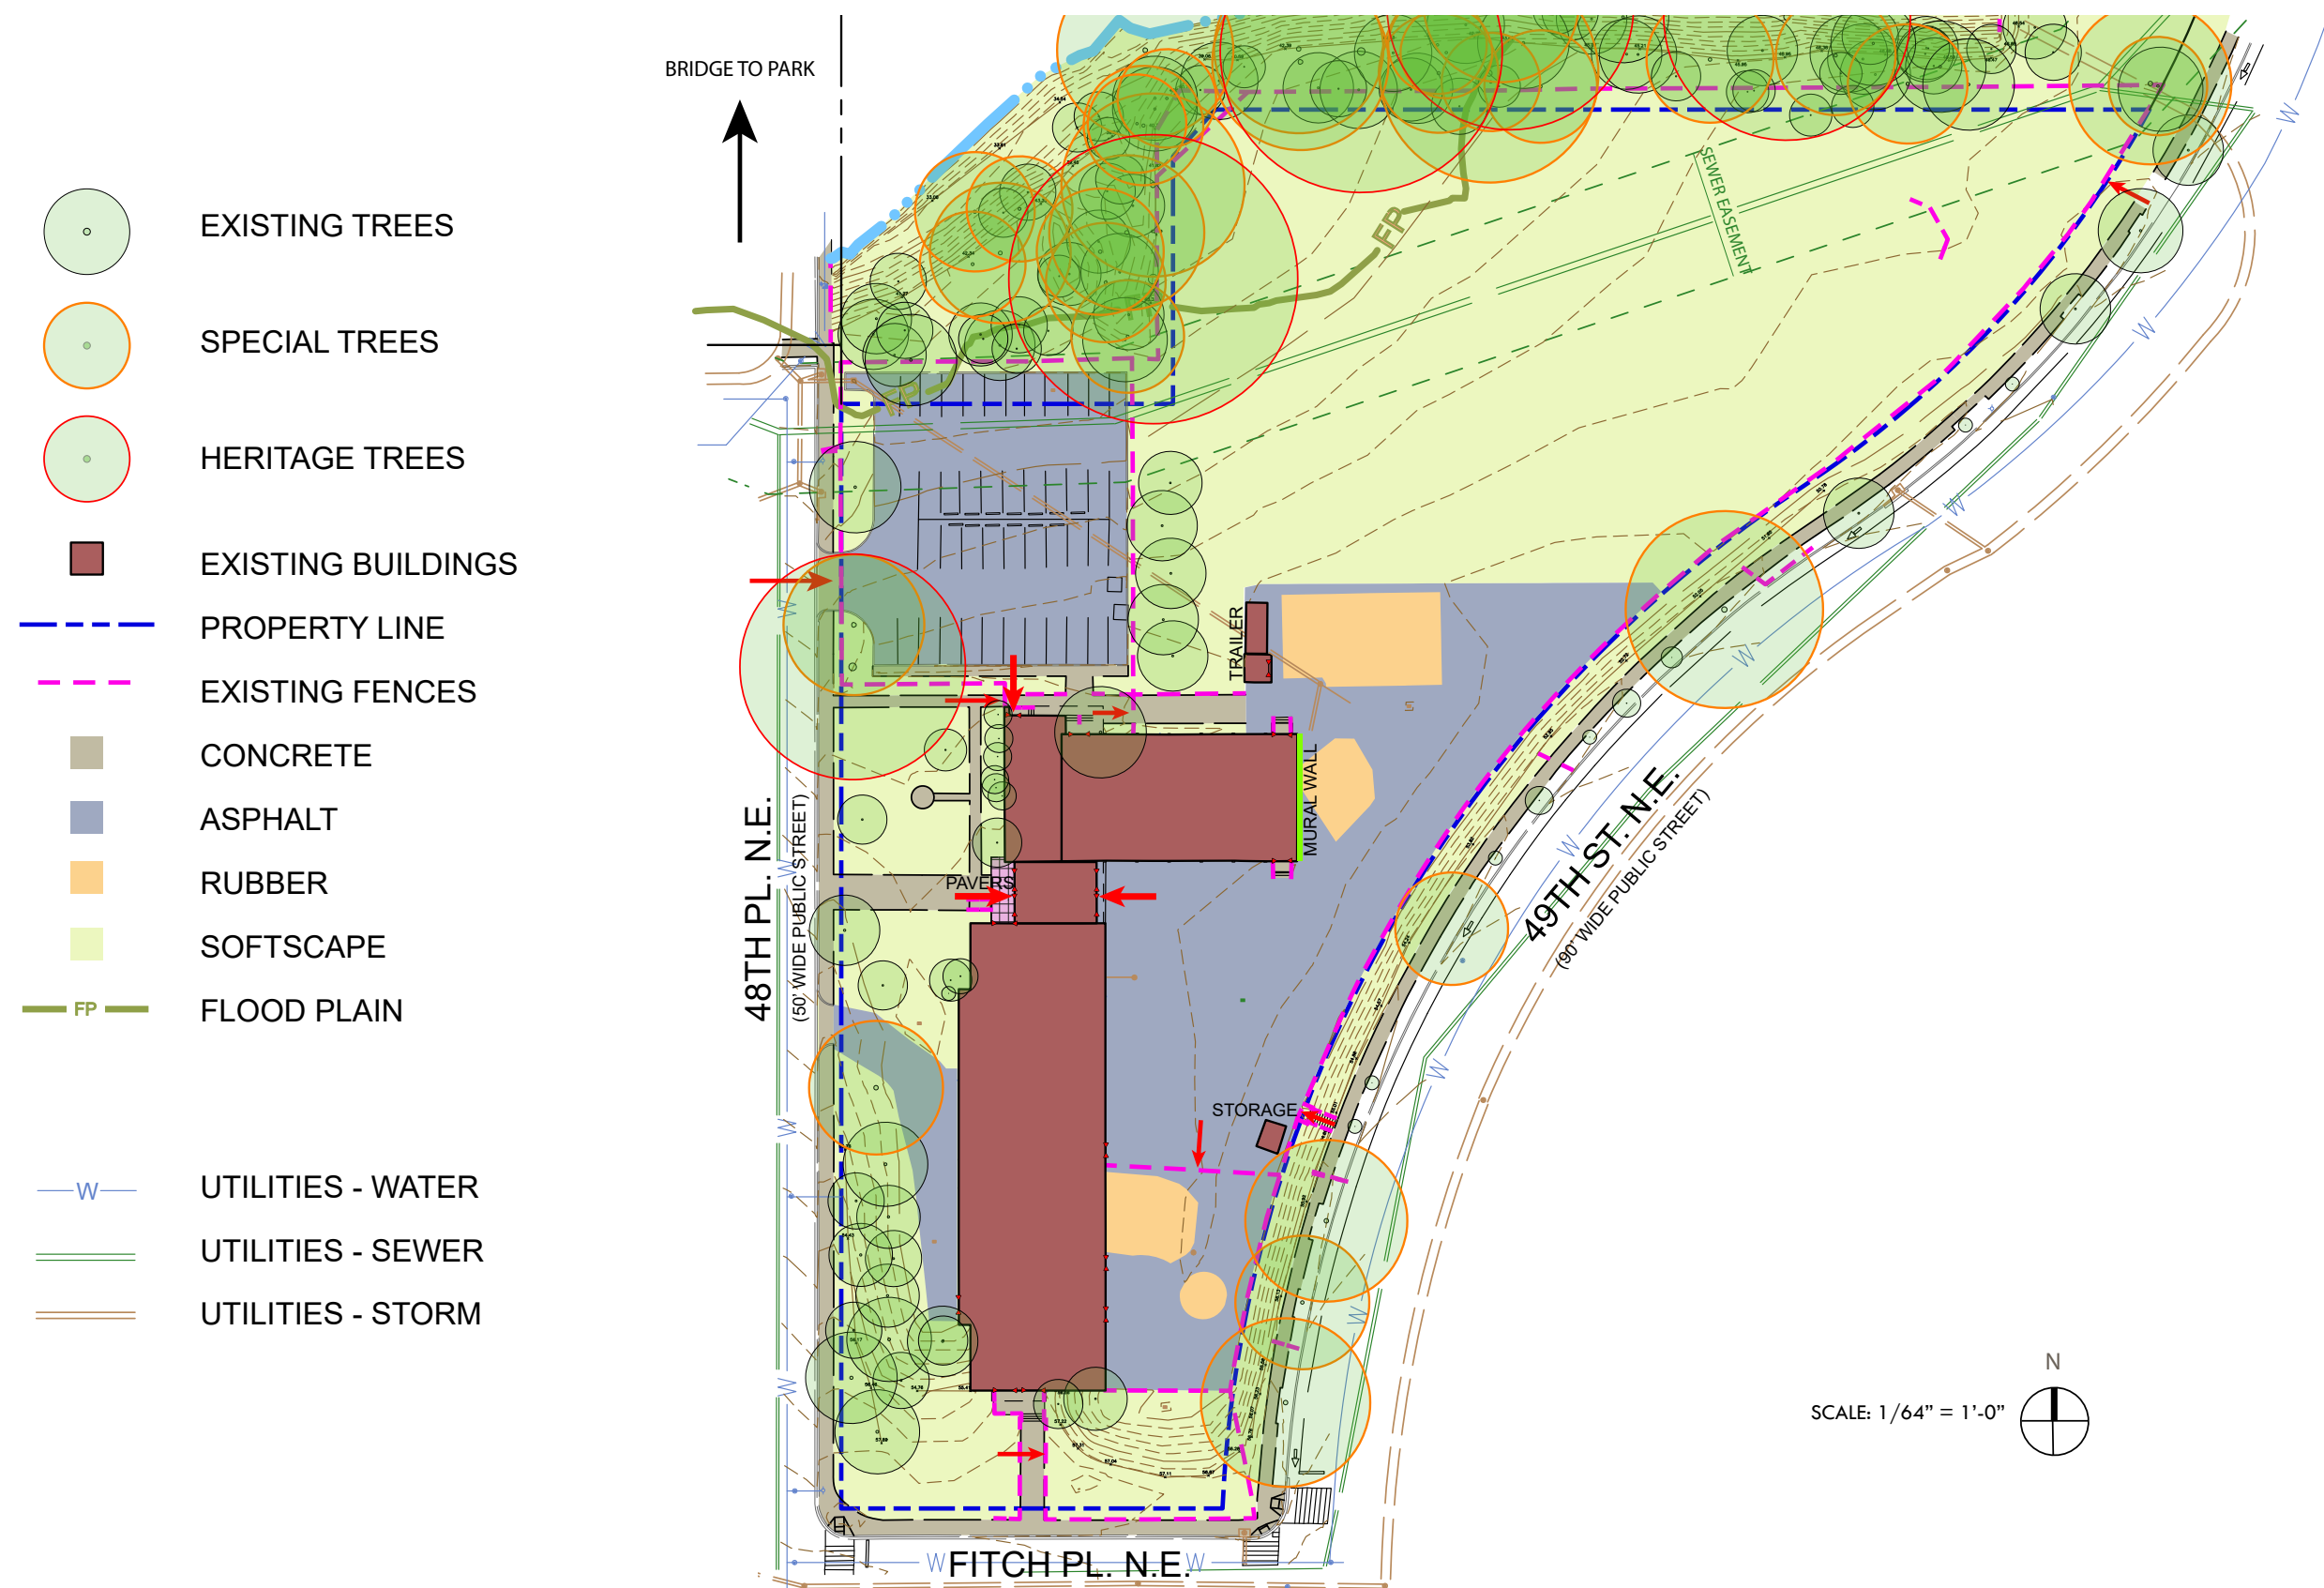 BRIDGE TO PARK
EXISTING TREES
SPECIAL TREES
HERITAGE TREES
EXISTING BUILDINGS
PROPERTY LINE
EXISTING FENCES
CONCRETE
ASPHALT
RUBBER
SOFTSCAPE
FP
FLOOD PLAIN
W
UTILITIES - WATER
UTILITIES - SEWER
UTILITIES - STORM
SEWER EASEMENT
FP
FP
TRAILER
MURAL WALL
PAVERS
STORAGE
48TH PL. N.E.
(50' WIDE PUBLIC STREET)
49TH ST. N.E.
(90' WIDE PUBLIC STREET)
W
W
W
W
W
W
W
W
W
W
W
W
W FITCH PL. N.E. W
N
SCALE: 1/64" = 1'-0"